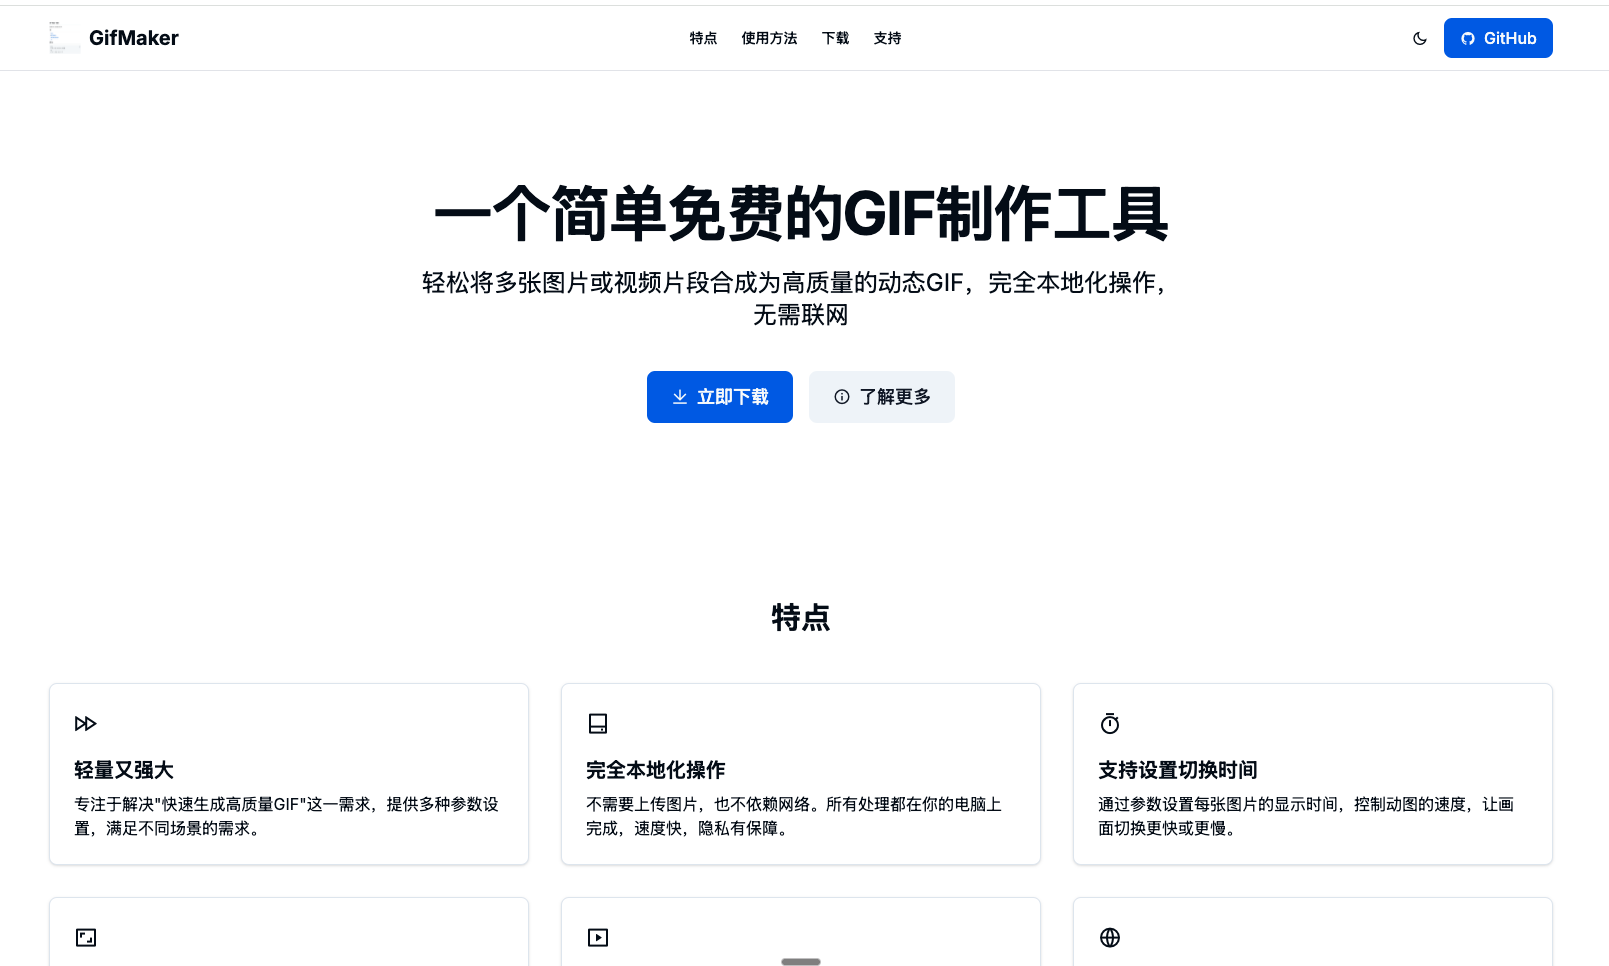 GifMaker
特点
使用方法
下载
支持
GitHub
一个简单免费的GIF制作工具
轻松将多张图片或视频片段合成为高质量的动态GIF，完全本地化操作，
无需联网
立即下载
了解更多
特点
轻量又强大
专注于解决"快速生成高质量GIF"这一需求，提供多种参数设
置，满足不同场景的需求。
完全本地化操作
不需要上传图片，也不依赖网络。所有处理都在你的电脑上
完成，速度快，隐私有保障。
支持设置切换时间
通过参数设置每张图片的显示时间，控制动图的速度，让画
面切换更快或更慢。